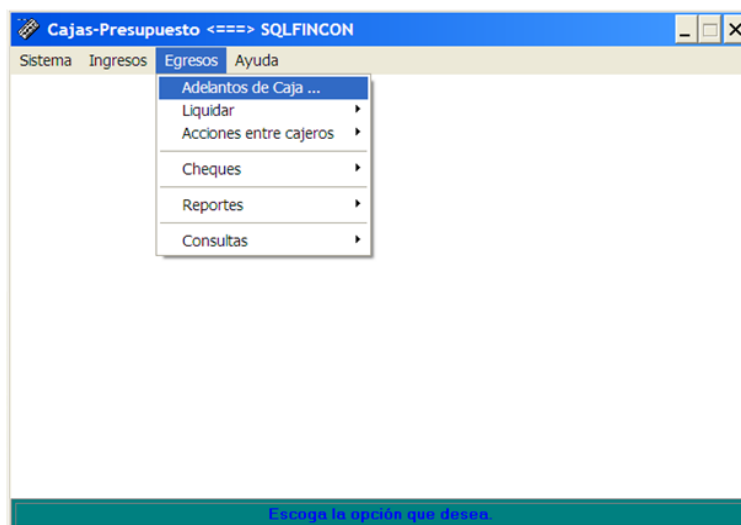 Cajas-Presupuesto <===> SQLFINCON
Sistema Ingresos Egresos Ayuda
Adelantos de Caja ...
Liquidar
Acciones entre cajeros
Cheques
Reportes
Consultas
Escoga la opción que desea.